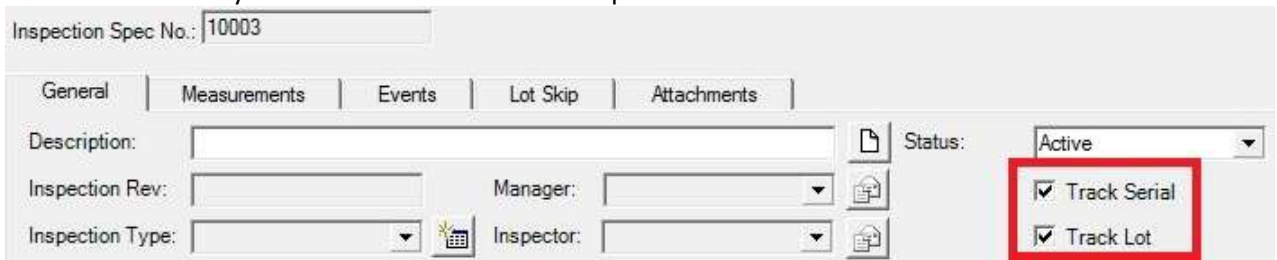 Inspection Spec No.: 10003
General Measurements Events Lot Skip Attachments
Description: Status: Active
Inspection Rev: Manager: Track Serial
Inspection Type: Inspector: Track Lot